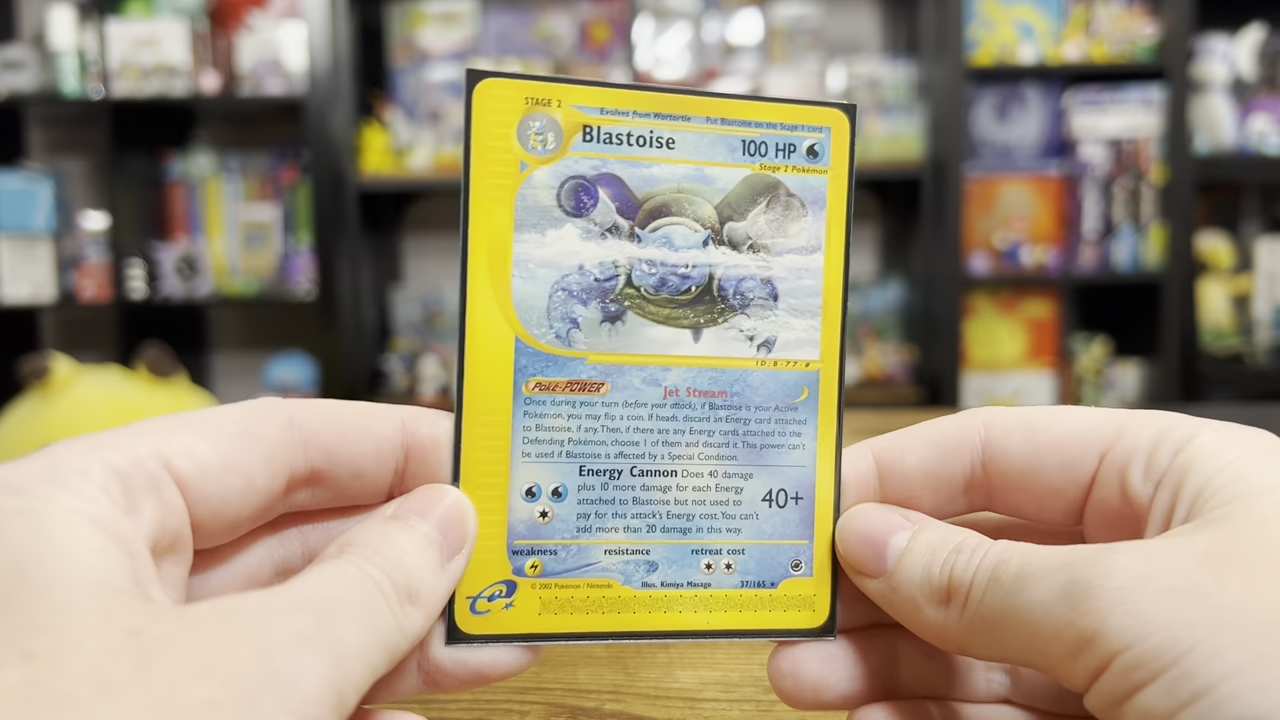 STAGE 2
Evolves from Wartortle Put Blastoise on the Stage 1 card
Blastoise 100 HP
Stage 2 Pokémon
ID:B-77-#
Poké-POWER Jet Stream
Once during your turn (before your attack), if Blastoise is your Active
Pokémon, you may flip a coin. If heads, discard an Energy card attached
to Blastoise, if any. Then, if there are any Energy cards attached to the
Defending Pokémon, choose 1 of them and discard it. This power can't
be used if Blastoise is affected by a Special Condition.
Energy Cannon Does 40 damage
plus 10 more damage for each Energy
attached to Blastoise but not used to
pay for this attack's Energy cost. You can't
add more than 20 damage in this way.
40+
weakness resistance retreat cost
© 2002 Pokémon / Nintendo Illus. Kimiya Masago 37/165 ★
e